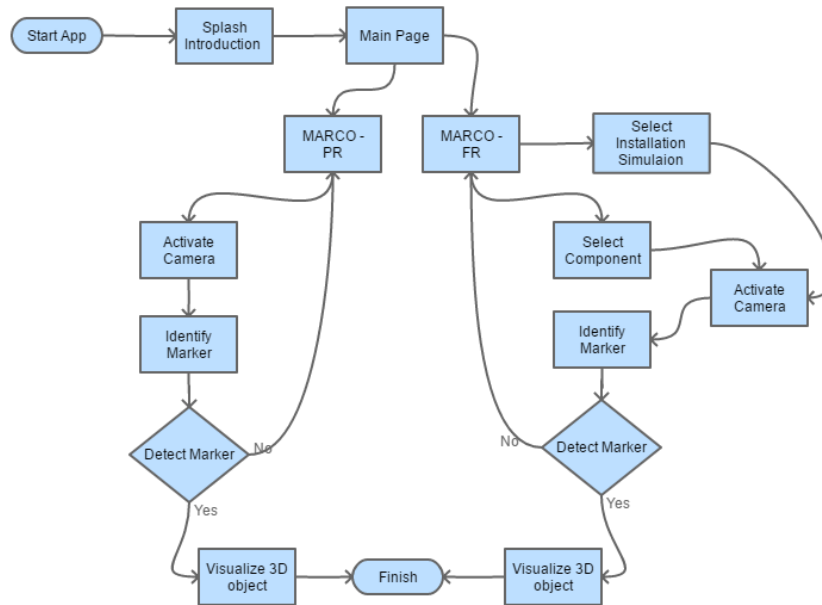 Start App
Splash
Introduction
Main Page
MARCO -
PR
MARCO -
FR
Select
Installation
Simulaion
Activate
Camera
Select
Component
Activate
Camera
Identify
Marker
Identify
Marker
Detect Marker
No
No
Detect Marker
Yes
Yes
Visualize 3D
object
Finish
Visualize 3D
object